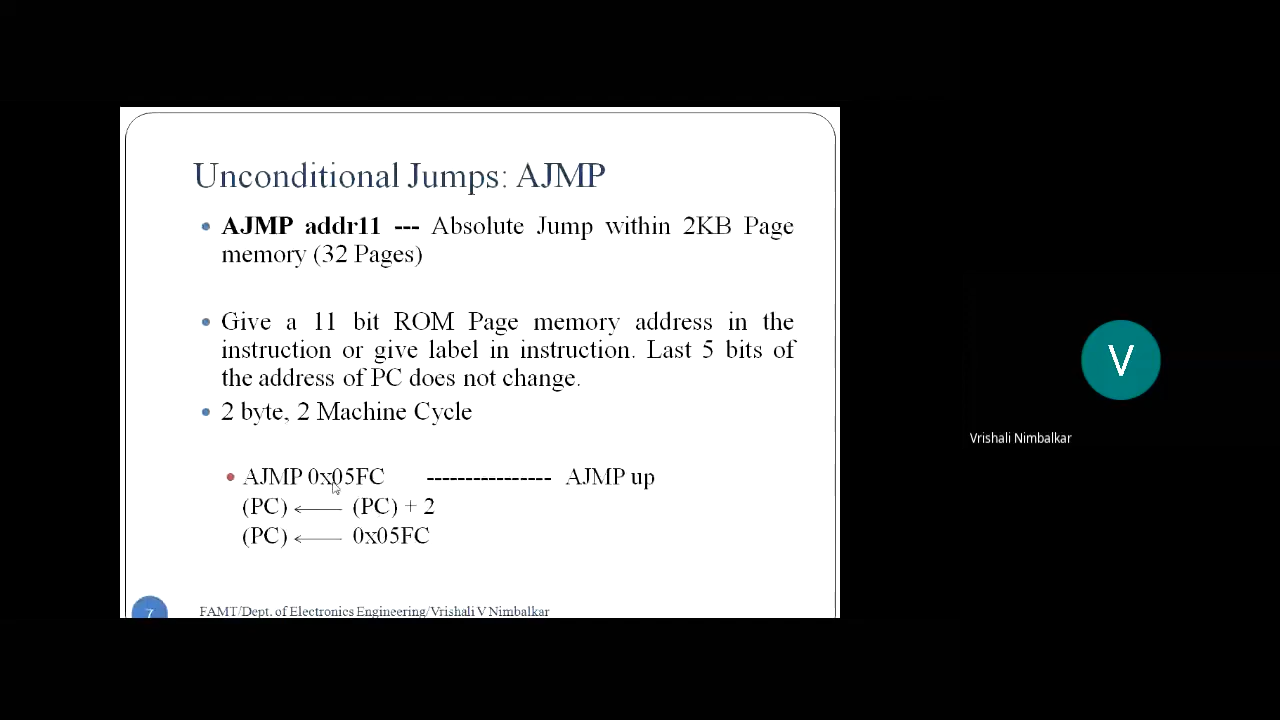 Unconditional Jumps: AJMP
• AJMP addr11 --- Absolute Jump within 2KB Page
memory (32 Pages)
• Give a 11 bit ROM Page memory address in the
instruction or give label in instruction. Last 5 bits of
the address of PC does not change.
• 2 byte, 2 Machine Cycle
• AJMP 0x05FC ---------------- AJMP up
(PC) ← (PC) + 2
(PC) ← 0x05FC
7 FAMT/Dept. of Electronics Engineering/Vrishali V Nimbalkar
V
Vrishali Nimbalkar